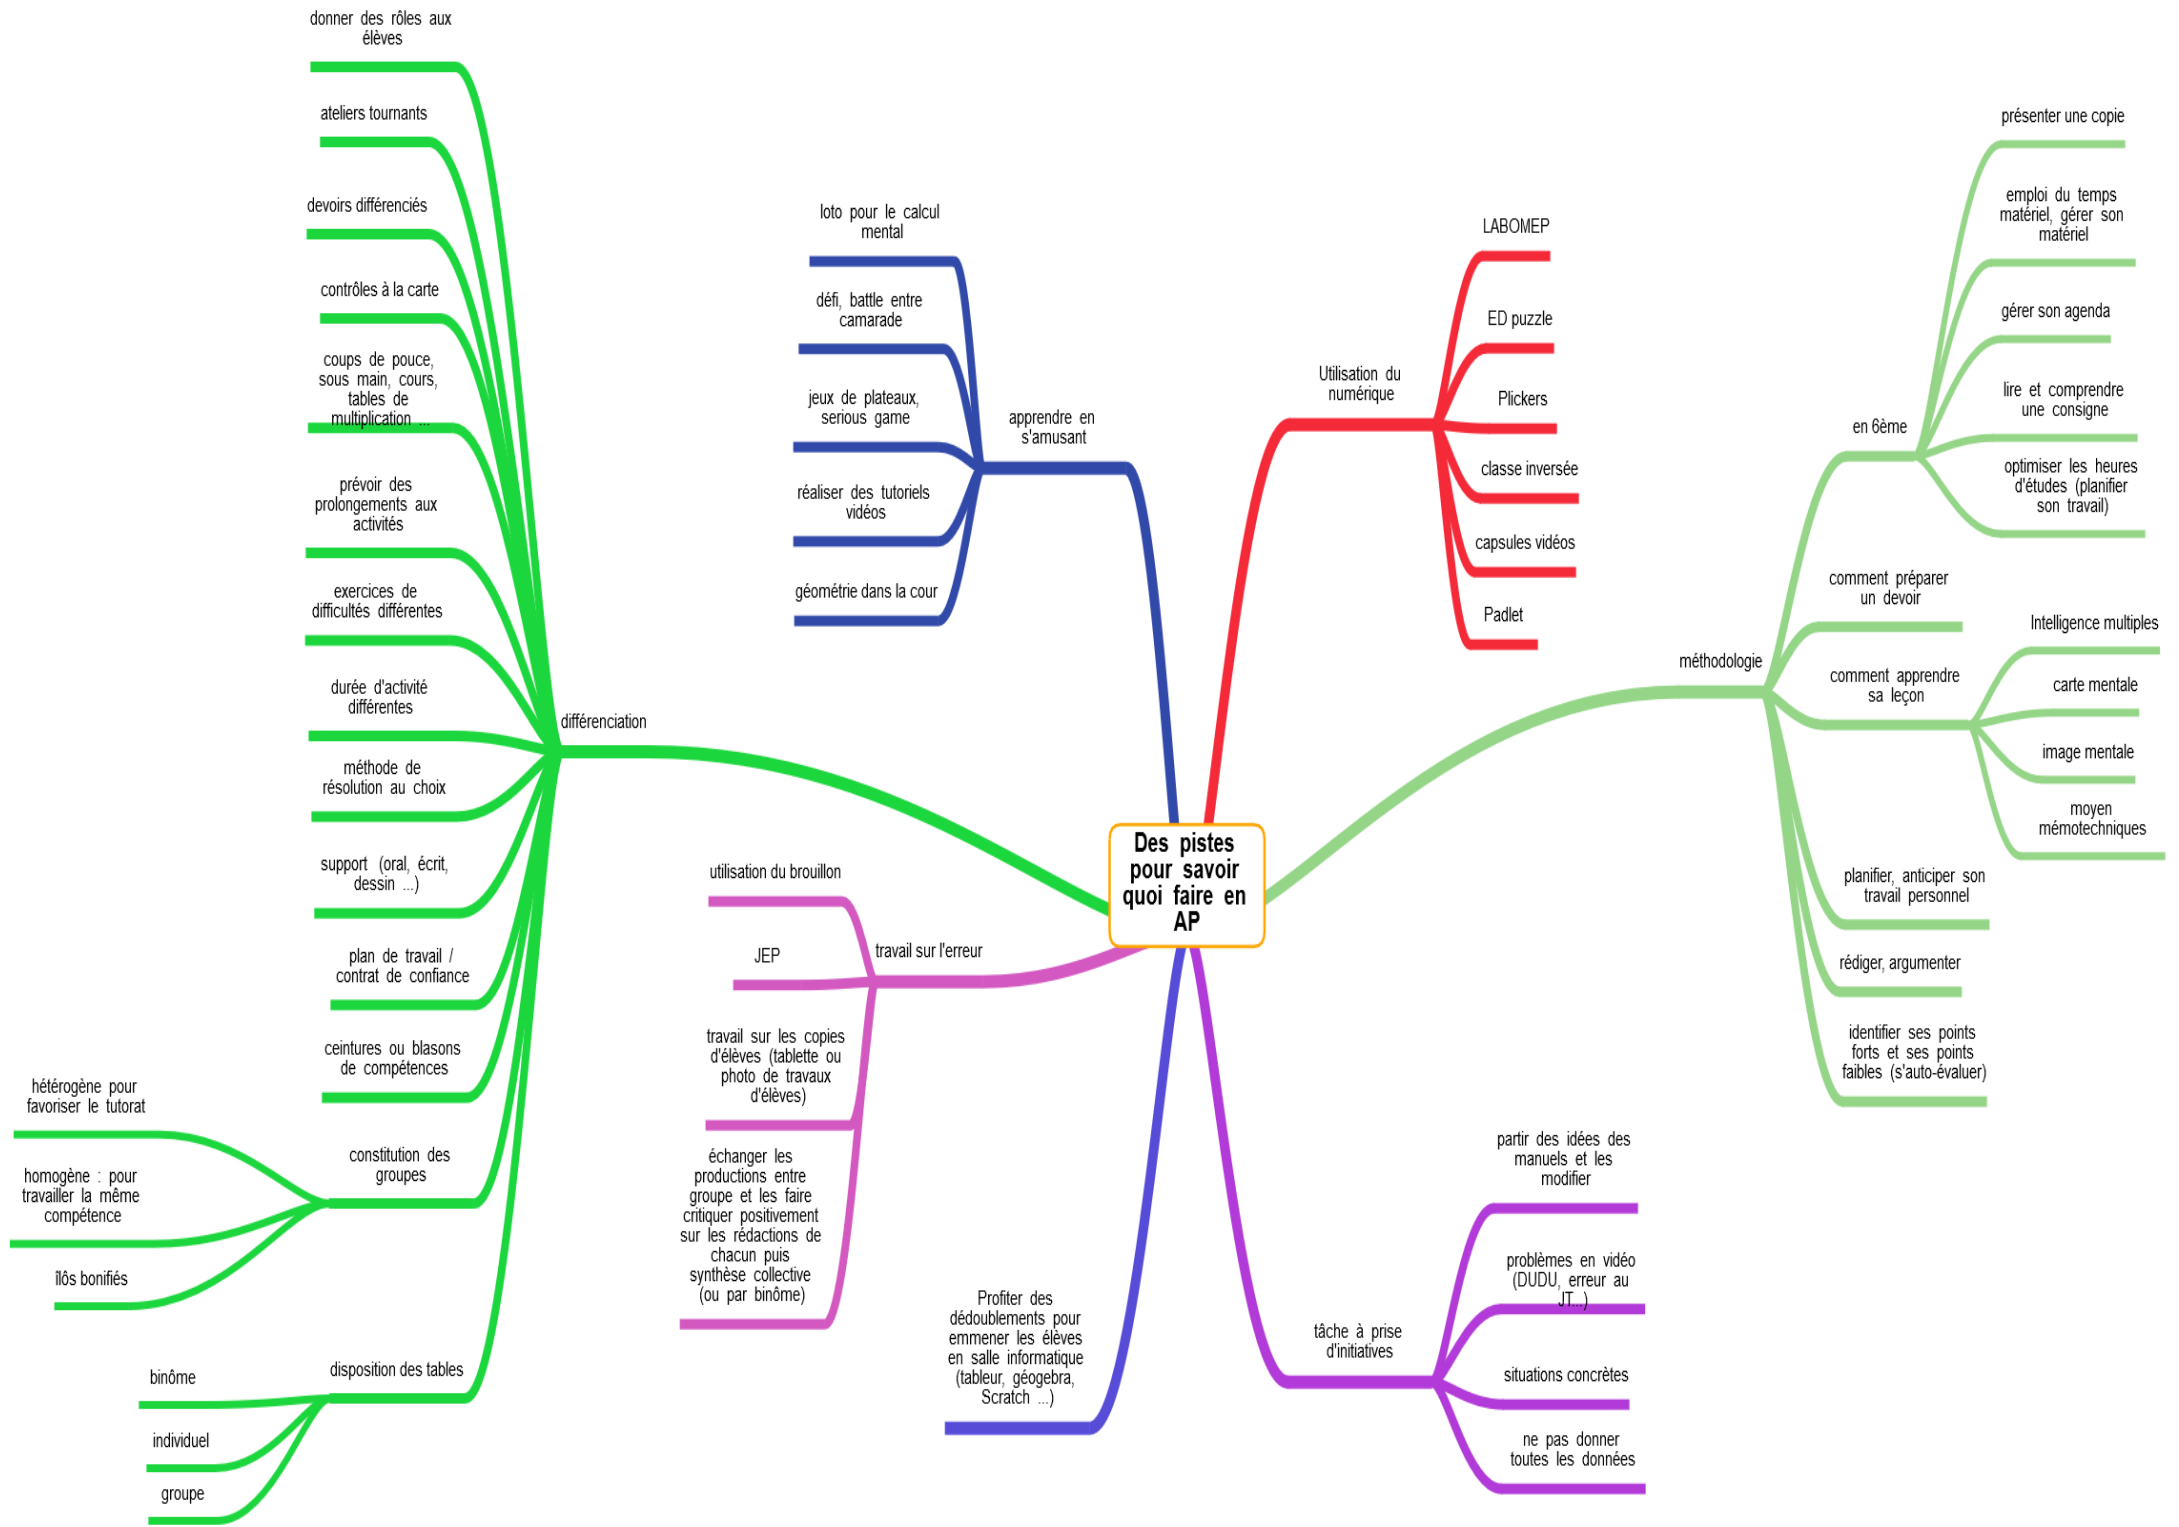 donner des rôles aux
élèves
ateliers tournants
devoirs différenciés
contrôles à la carte
coups de pouce,
sous main, cours,
tables de
multiplication ...
prévoir des
prolongements aux
activités
exercices de
difficultés différentes
durée d'activité
différentes
méthode de
résolution au choix
support (oral, écrit,
dessin ...)
plan de travail /
contrat de confiance
ceintures ou blasons
de compétences
constitution des
groupes
hétérogène pour
favoriser le tutorat
homogène : pour
travailler la même
compétence
îlôs bonifiés
disposition des tables
binôme
individuel
groupe
différenciation
loto pour le calcul
mental
défi, battle entre
camarade
jeux de plateaux,
serious game
réaliser des tutoriels
vidéos
géométrie dans la cour
apprendre en
s'amusant
utilisation du brouillon
JEP
travail sur les copies
d'élèves (tablette ou
photo de travaux
d'élèves)
échanger les
productions entre
groupe et les faire
critiquer positivement
sur les rédactions de
chacun puis
synthèse collective
(ou par binôme)
travail sur l'erreur
Profiter des
dédoublements pour
emmener les élèves
en salle informatique
(tableur, géogebra,
Scratch ...)
Des pistes
pour savoir
quoi faire en
AP
Utilisation du
numérique
LABOMEP
ED puzzle
Plickers
classe inversée
capsules vidéos
Padlet
méthodologie
en 6ème
présenter une copie
emploi du temps
matériel, gérer son
matériel
gérer son agenda
lire et comprendre
une consigne
optimiser les heures
d'études (planifier
son travail)
comment préparer
un devoir
comment apprendre
sa leçon
Intelligence multiples
carte mentale
image mentale
moyen
mémotechniques
planifier, anticiper son
travail personnel
rédiger, argumenter
identifier ses points
forts et ses points
faibles (s'auto-évaluer)
tâche à prise
d'initiatives
partir des idées des
manuels et les
modifier
problèmes en vidéo
(DUDU, erreur au
JT...)
situations concrètes
ne pas donner
toutes les données